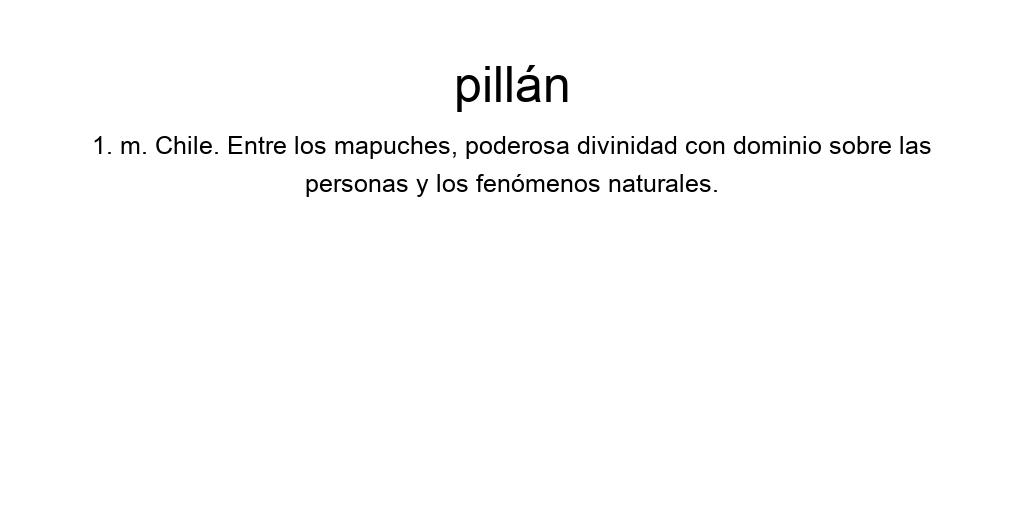 pillán
1. m. Chile. Entre los mapuches, poderosa divinidad con dominio sobre las
personas y los fenómenos naturales.